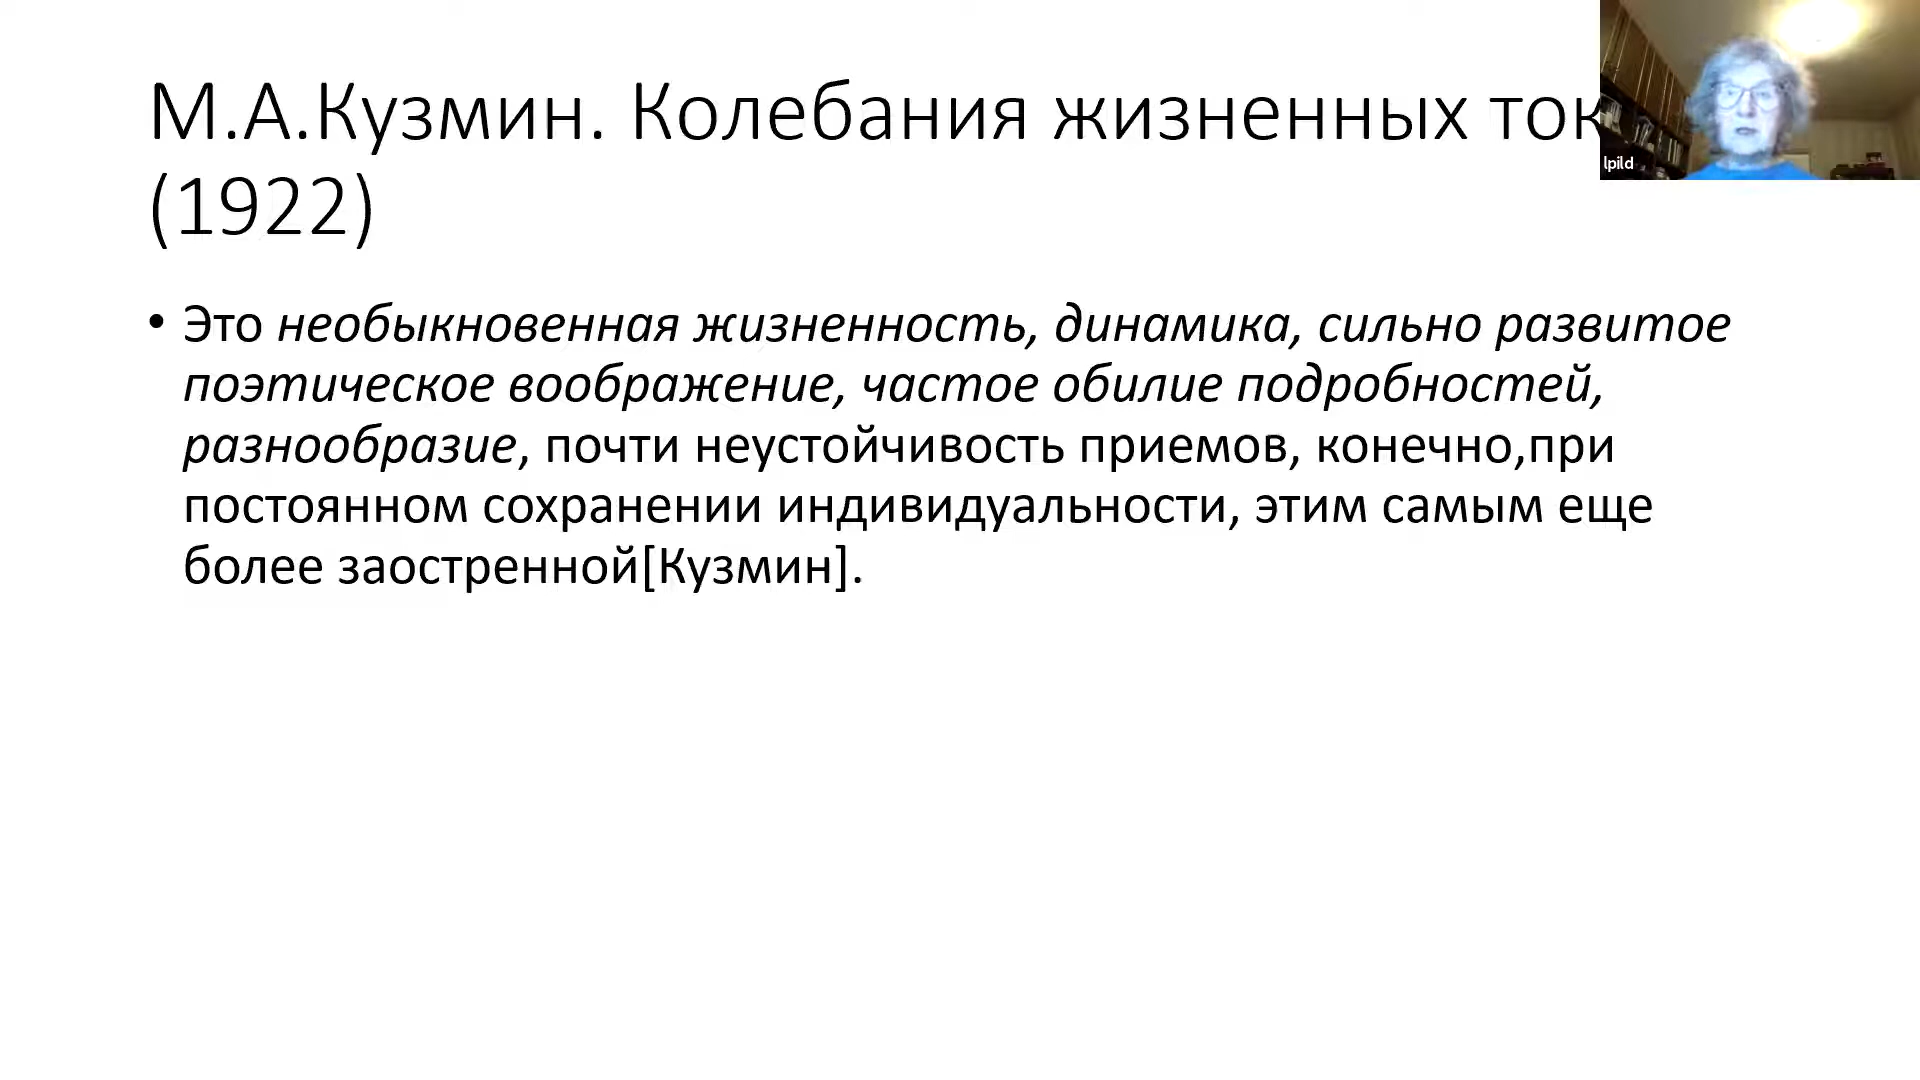 М.А.Кузмин. Колебания жизненных
(1922)
lpild
• Это необыкновенная жизненность, динамика, сильно развитое
поэтическое воображение, частое обилие подробностей,
разнообразие, почти неустойчивость приемов, конечно,при
постоянном сохранении индивидуальности, этим самым еще
более заостренной[Кузмин].